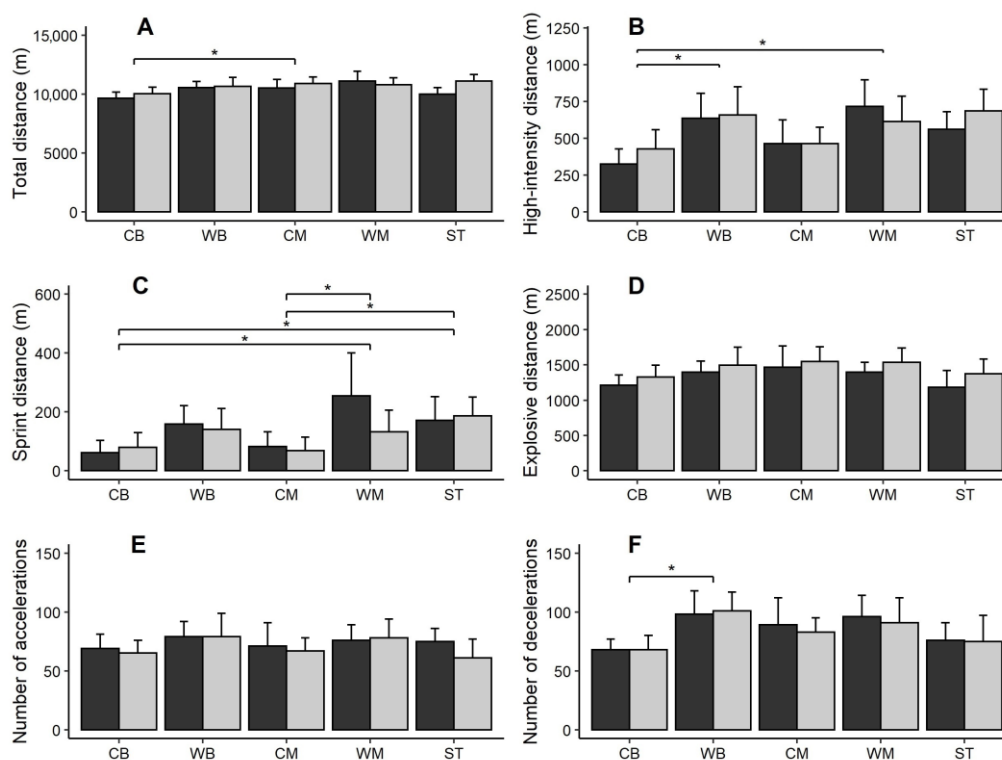 A
Total distance (m)
15,000
10,000
5000
0
*
CB WB CM WM ST
B
High-intensity distance (m)
1250
1000
750
500
250
0
*
*
CB WB CM WM ST
C
Sprint distance (m)
600
400
200
0
*
*
*
*
CB WB CM WM ST
D
Explosive distance (m)
2500
2000
1500
1000
500
0
CB WB CM WM ST
E
Number of accelerations
150
100
50
0
CB WB CM WM ST
F
Number of decelerations
150
100
50
0
*
CB WB CM WM ST